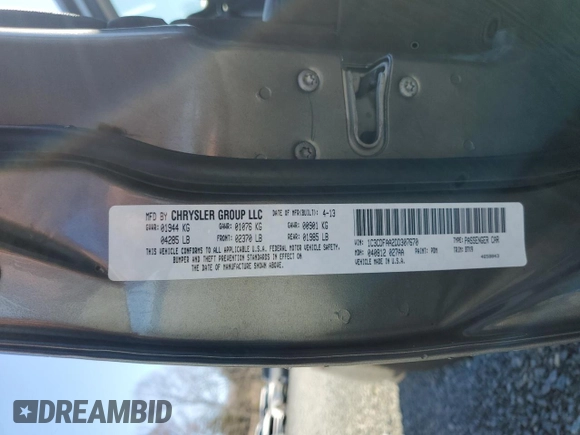 MFD BY CHRYSLER GROUP LLC DATE OF MFR(BUILT) 4-13 VIN: 1C3CDFAA2DD307670 TYPE: PASSENGER CAR
GVWR: 01944 KG GAWR: 01076 KG GAWR: 00901 KG MDH: 040812 027AA PAINT: PDM TRIM:
04285 LB FRONT: 02370 LB REAR: 01985 LB VEHICLE MADE IN U.S.A.
THIS VEHICLE CONFORMS TO ALL APPLICABLE U.S.A. FEDERAL MOTOR VEHICLE SAFETY,
BUMPER AND THEFT PREVENTION STANDARDS IN EFFECT ON
THE DATE OF MANUFACTURE SHOWN ABOVE.
DREAMBID